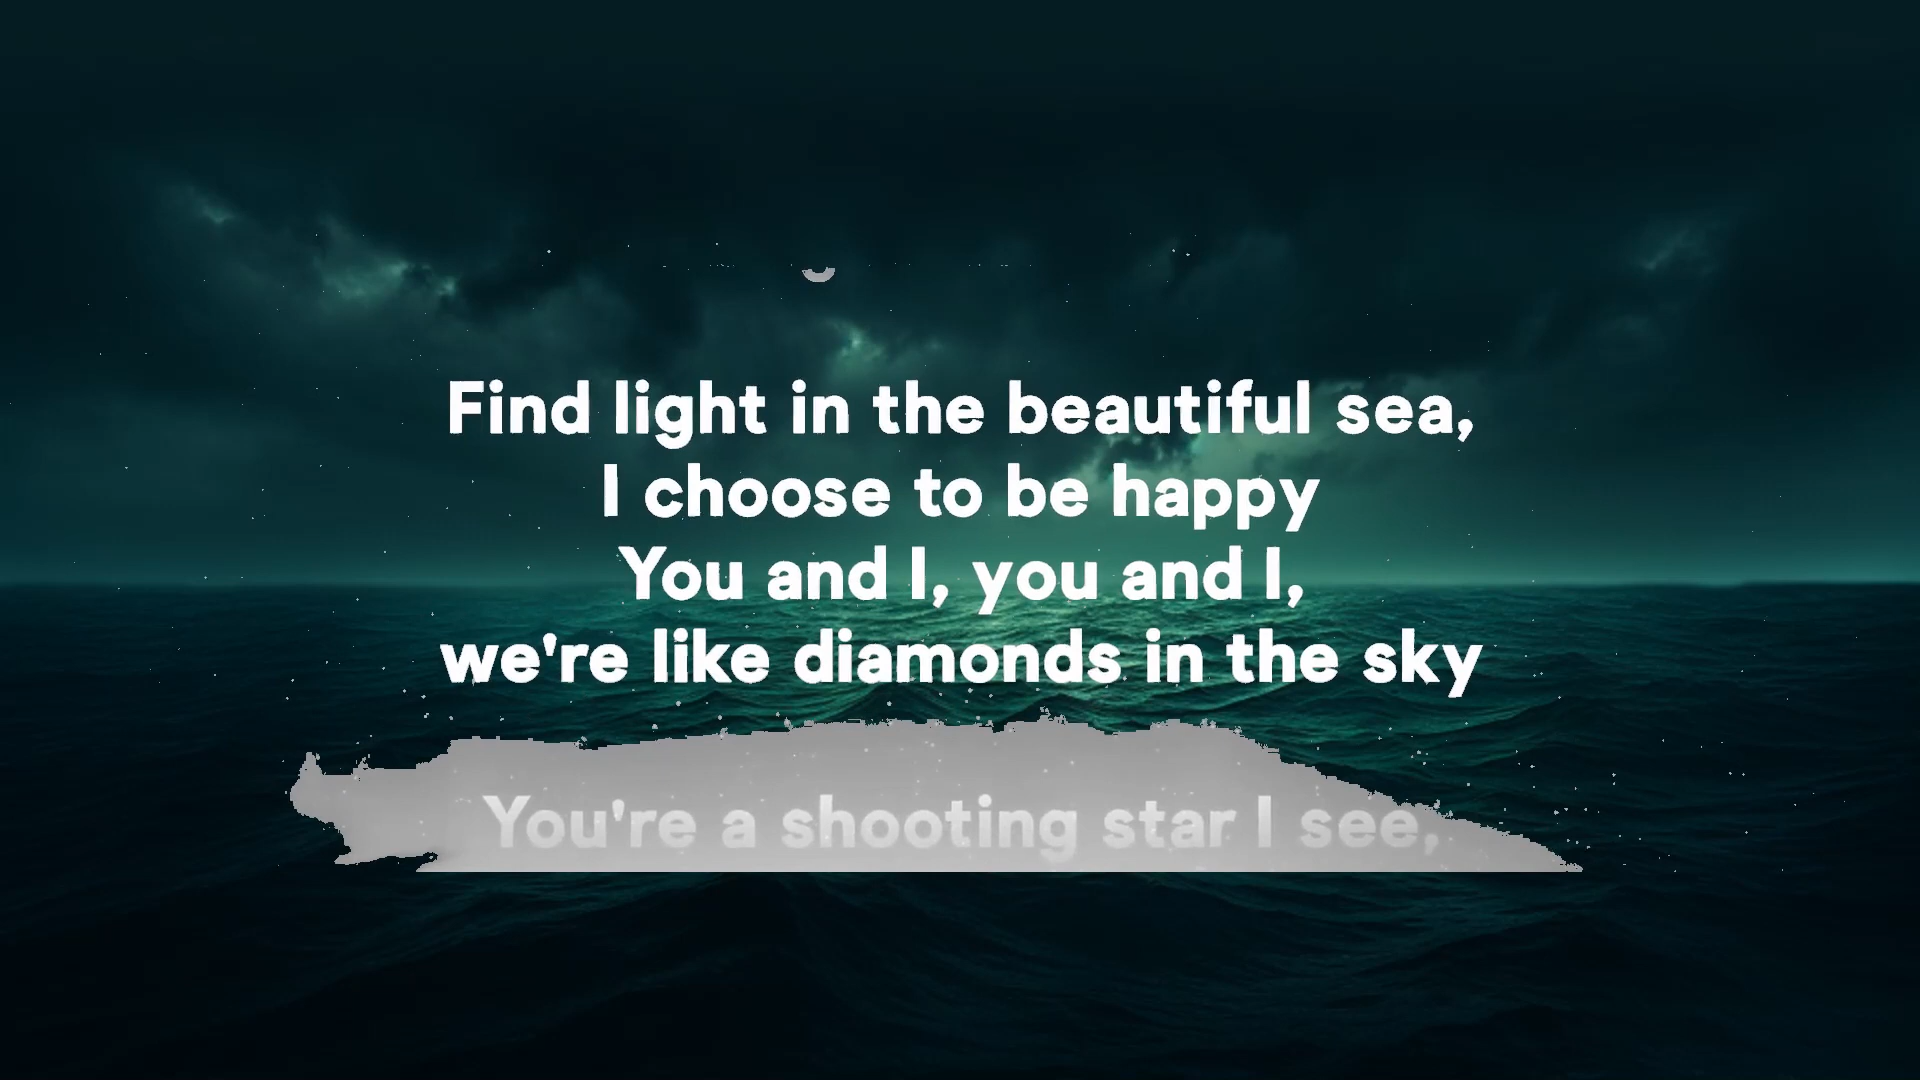 Find light in the beautiful sea,
I choose to be happy
You and I, you and I,
we're like diamonds in the sky
You're a shooting star I see,